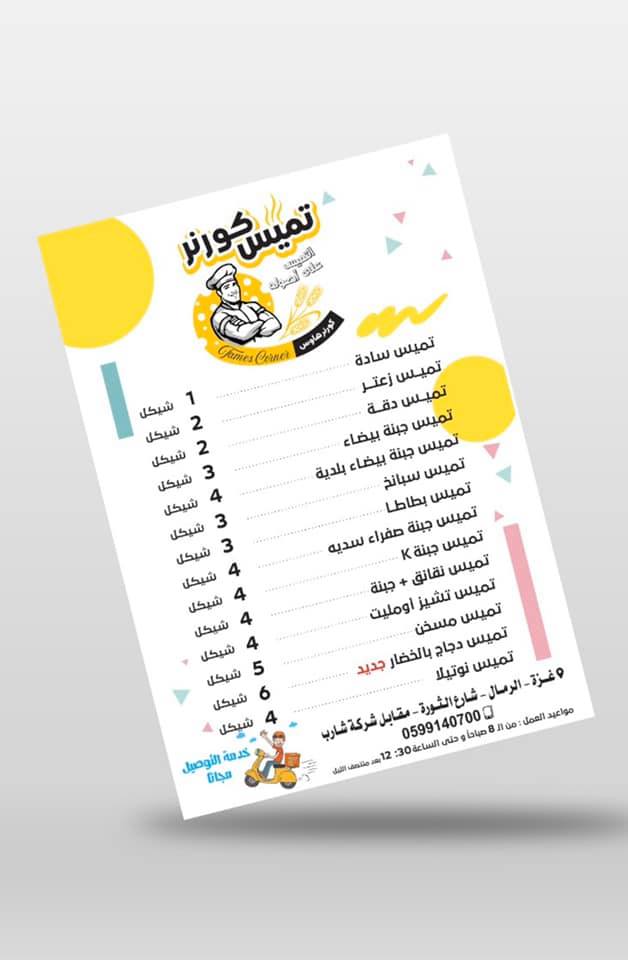 تميس كورنر
التميس
على أصوله
كورنر هاوس
Tames Corner
تميس سادة 1 شيكل
تميس زعتر 2 شيكل
تميس دقة 2 شيكل
تميس جبنة بيضاء 3 شيكل
تميس جبنة بيضاء بلدية 4 شيكل
تميس سبانخ 3 شيكل
تميس بطاطا 3 شيكل
تميس جبنة صفراء سديه 4 شيكل
تميس جبنة K 4 شيكل
تميس نقانق + جبنة 4 شيكل
تميس تشيز أومليت 4 شيكل
تميس مسخن 5 شيكل
تميس دجاج بالخضار جديد 6 شيكل
تميس نوتيلا 4 شيكل
غزة - الرمال - شارع الثورة - مقابل شركة شارب
0599140700
مواعيد العمل : من الـ 8 صباحاً و حتى الساعة 12:30 بعد منتصف الليل
خدمة التوصيل
مجاناً